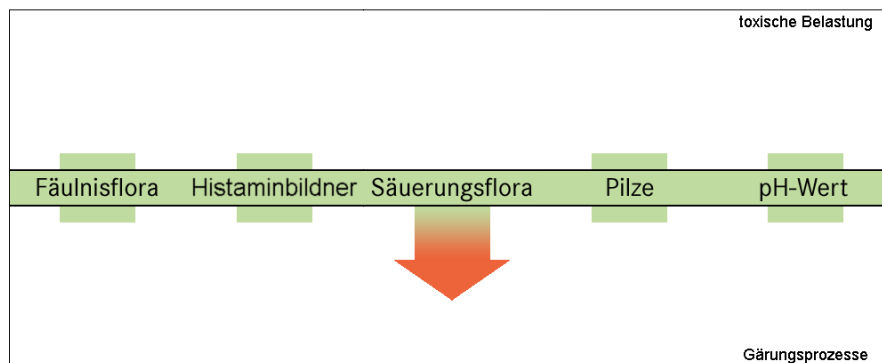 toxische Belastung
Fäulnisflora Histaminbildner Säuerungsflora Pilze pH-Wert
Gärungsprozesse